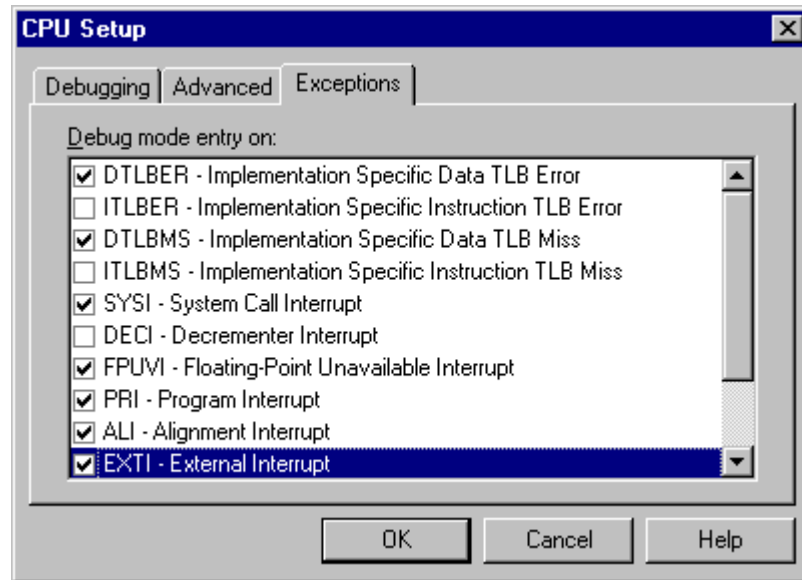 CPU Setup
Debugging Advanced Exceptions
Debug mode entry on:
DTLBER - Implementation Specific Data TLB Error
ITLBER - Implementation Specific Instruction TLB Error
DTLBMS - Implementation Specific Data TLB Miss
ITLBMS - Implementation Specific Instruction TLB Miss
SYSI - System Call Interrupt
DECI - Decrementer Interrupt
FPUVI - Floating-Point Unavailable Interrupt
PRI - Program Interrupt
ALI - Alignment Interrupt
EXTI - External Interrupt
OK Cancel Help